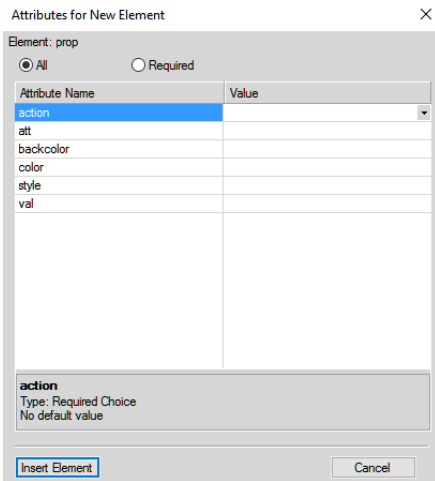 Attributes for New Element
Element: prop
All Required
Attribute Name Value
action
att
backcolor
color
style
val
action
Type: Required Choice
No default value
Insert Element Cancel